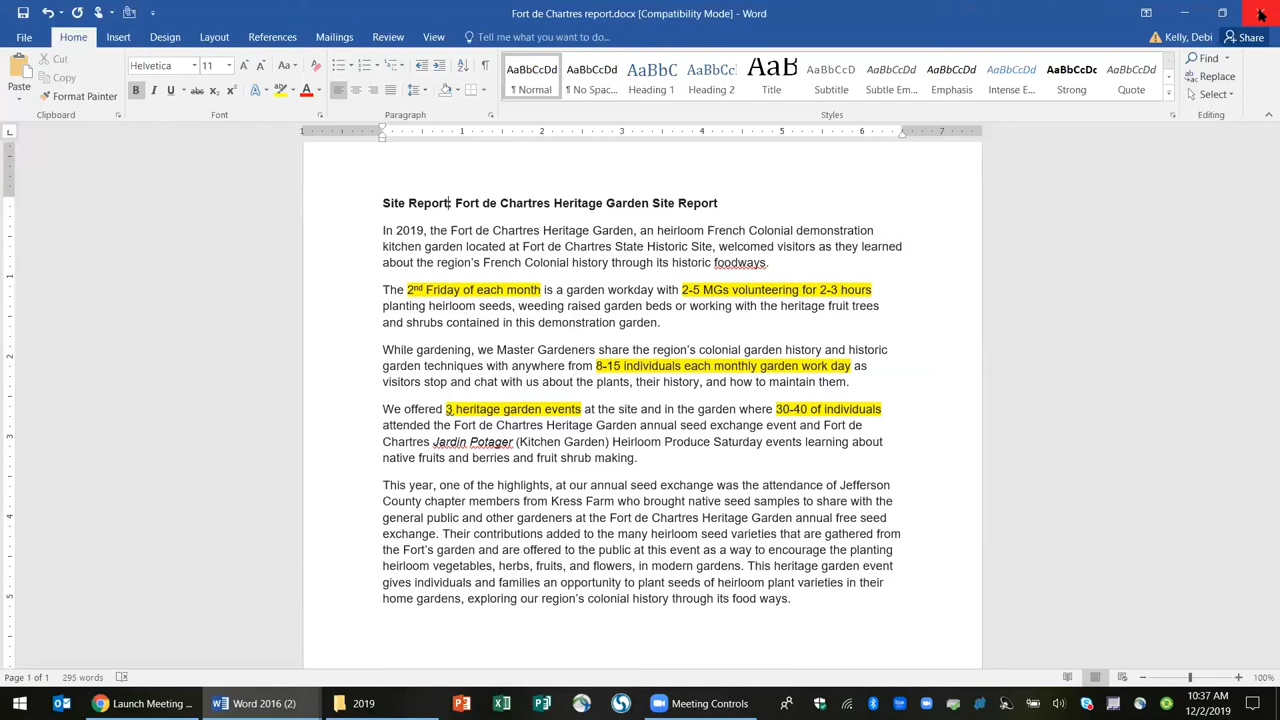 Fort de Chartres report.docx [Compatibility Mode] - Word
File Home Insert Design Layout References Mailings Review View Tell me what you want to do... Kelly, Debi Share
Cut
Copy
Format Painter
Paste
Helvetica 11
Find
Replace
Select
AaBbCcDd AaBbCcDd AaBbC AaBbC AaB AaBbCcD AaBbCcDd AaBbCcDd AaBbCcDd AaBbCcDc AaBbCcDd
¶ Normal ¶ No Spac... Heading 1 Heading 2 Title Subtitle Subtle Em... Emphasis Intense E... Strong Quote
Clipboard Font Paragraph Styles Editing
1 1 2 3 4 5 6 7
Site Report: Fort de Chartres Heritage Garden Site Report
In 2019, the Fort de Chartres Heritage Garden, an heirloom French Colonial demonstration
kitchen garden located at Fort de Chartres State Historic Site, welcomed visitors as they learned
about the region's French Colonial history through its historic foodways.
The 2nd Friday of each month is a garden workday with 2-5 MGs volunteering for 2-3 hours
planting heirloom seeds, weeding raised garden beds or working with the heritage fruit trees
and shrubs contained in this demonstration garden.
While gardening, we Master Gardeners share the region's colonial garden history and historic
garden techniques with anywhere from 8-15 individuals each monthly garden work day as
visitors stop and chat with us about the plants, their history, and how to maintain them.
We offered 3 heritage garden events at the site and in the garden where 30-40 of individuals
attended the Fort de Chartres Heritage Garden annual seed exchange event and Fort de
Chartres Jardin Potager (Kitchen Garden) Heirloom Produce Saturday events learning about
native fruits and berries and fruit shrub making.
This year, one of the highlights, at our annual seed exchange was the attendance of Jefferson
County chapter members from Kress Farm who brought native seed samples to share with the
general public and other gardeners at the Fort de Chartres Heritage Garden annual free seed
exchange. Their contributions added to the many heirloom seed varieties that are gathered from
the Fort's garden and are offered to the public at this event as a way to encourage the planting
heirloom vegetables, herbs, fruits, and flowers, in modern gardens. This heritage garden event
gives individuals and families an opportunity to plant seeds of heirloom plant varieties in their
home gardens, exploring our region's colonial history through its food ways.
Page 1 of 1 295 words 100%
Launch Meeting ... Word 2016 (2) 2019 Meeting Controls
10:37 AM
12/2/2019